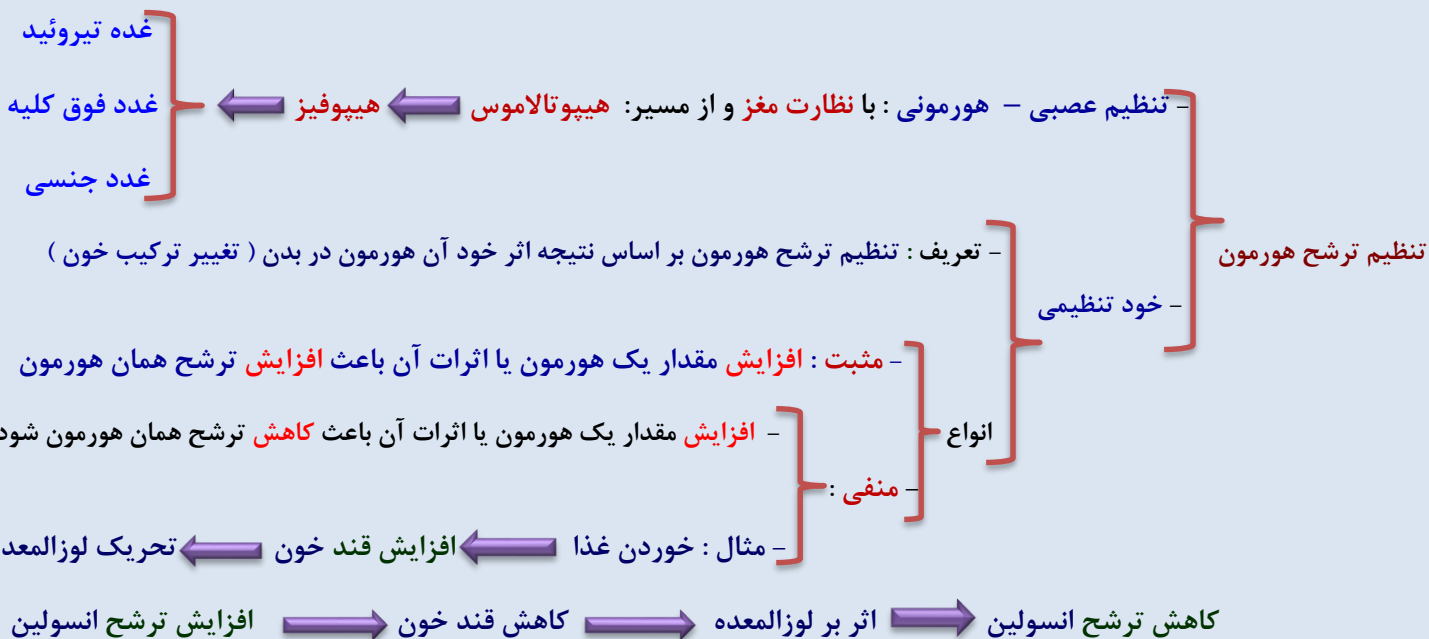 غده تیروئید
- تنظیم عصبی – هورمونی : با نظارت مغز و از مسیر: هیپوتالاموس هیپوفیز غدد فوق کلیه
غدد جنسی
تنظیم ترشح هورمون
- تعریف : تنظیم ترشح هورمون بر اساس نتیجه اثر خود آن هورمون در بدن ( تغییر ترکیب خون )
- خود تنظیمی
- مثبت : افزایش مقدار یک هورمون یا اثرات آن باعث افزایش ترشح همان هورمون
انواع
- افزایش مقدار یک هورمون یا اثرات آن باعث کاهش ترشح همان هورمون شود
- منفی :
- مثال : خوردن غذا افزایش قند خون تحریک لوزالمعد
افزایش ترشح انسولین کاهش قند خون اثر بر لوزالمعده کاهش ترشح انسولین